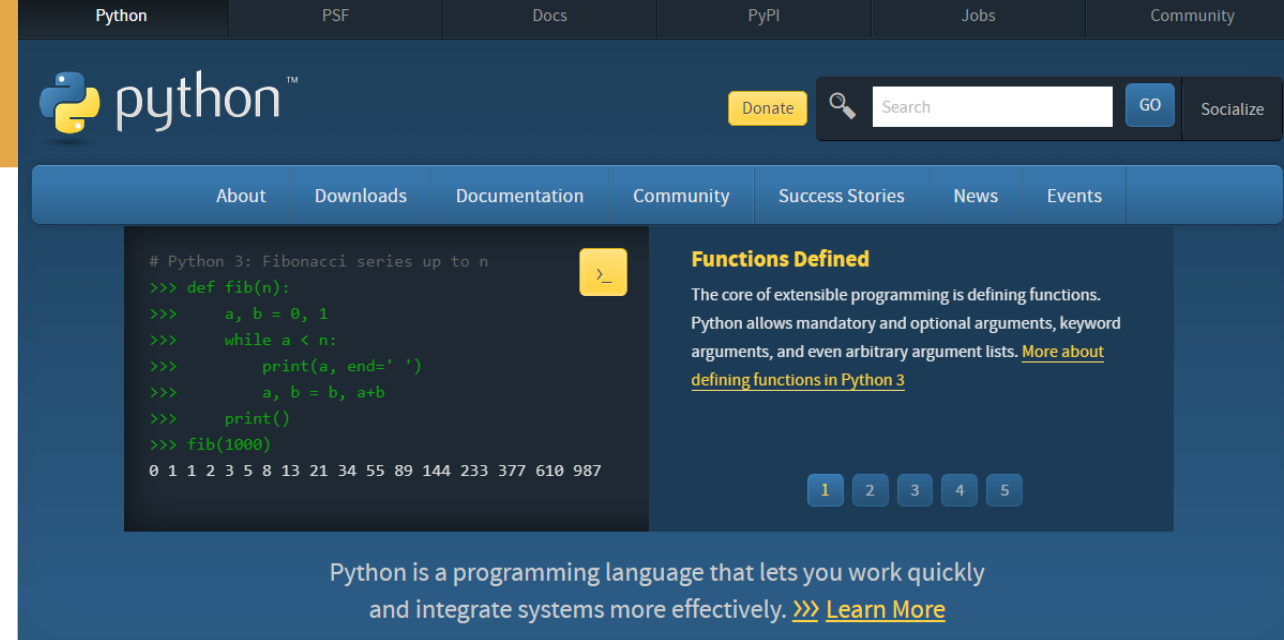 Python PSF Docs PyPI Jobs Community
python™
Donate Search GO Socialize
About Downloads Documentation Community Success Stories News Events
# Python 3: Fibonacci series up to n
>>> def fib(n):
>>>     a, b = 0, 1
>>>     while a < n:
>>>         print(a, end=' ')
>>>         a, b = b, a+b
>>>     print()
>>> fib(1000)
0 1 1 2 3 5 8 13 21 34 55 89 144 233 377 610 987
>_
Functions Defined
The core of extensible programming is defining functions.
Python allows mandatory and optional arguments, keyword
arguments, and even arbitrary argument lists. More about
defining functions in Python 3
1 2 3 4 5
Python is a programming language that lets you work quickly
and integrate systems more effectively. >>> Learn More